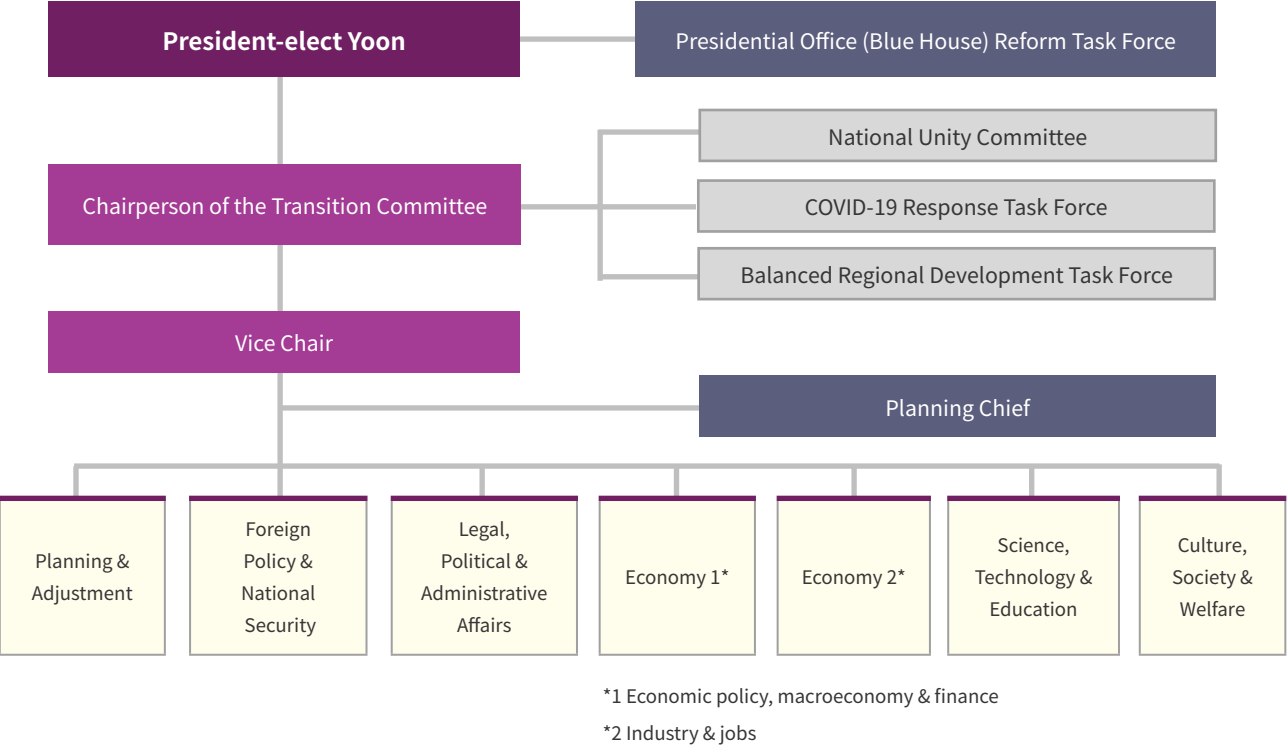 President-elect Yoon
Presidential Office (Blue House) Reform Task Force
National Unity Committee
Chairperson of the Transition Committee
COVID-19 Response Task Force
Balanced Regional Development Task Force
Vice Chair
Planning Chief
Planning &
Adjustment
Foreign
Policy &
National
Security
Legal,
Political &
Administrative
Affairs
Economy 1*
Economy 2*
Science,
Technology &
Education
Culture,
Society &
Welfare
*1 Economic policy, macroeconomy & finance
*2 Industry & jobs